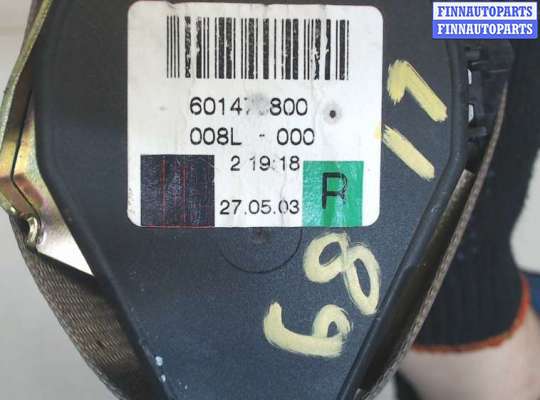 FINNAUTOPARTS
FINNAUTOPARTS
008L - 000
2 19:18
27.05.03
R
17
689